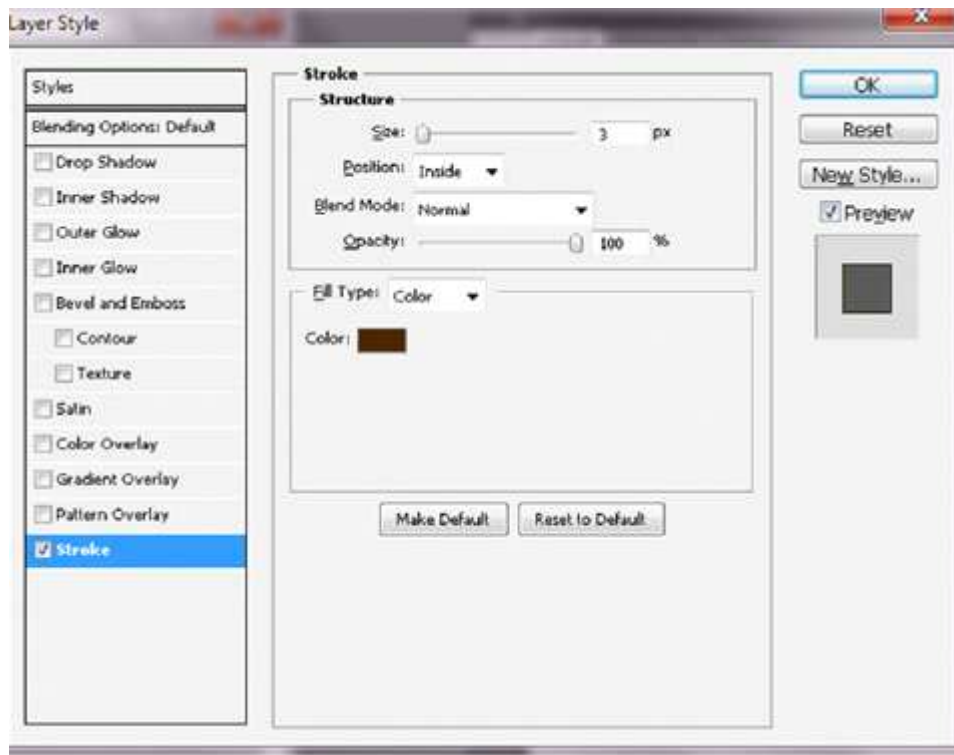 Layer Style
Styles
Blending Options: Default
Drop Shadow
Inner Shadow
Outer Glow
Inner Glow
Bevel and Emboss
Contour
Texture
Satin
Color Overlay
Gradient Overlay
Pattern Overlay
Stroke
Stroke
Structure
Size: 3 px
Position: Inside
Blend Mode: Normal
Opacity: 100 %
Fill Type: Color
Color:
Make Default Reset to Default
OK
Reset
New Style...
Preview